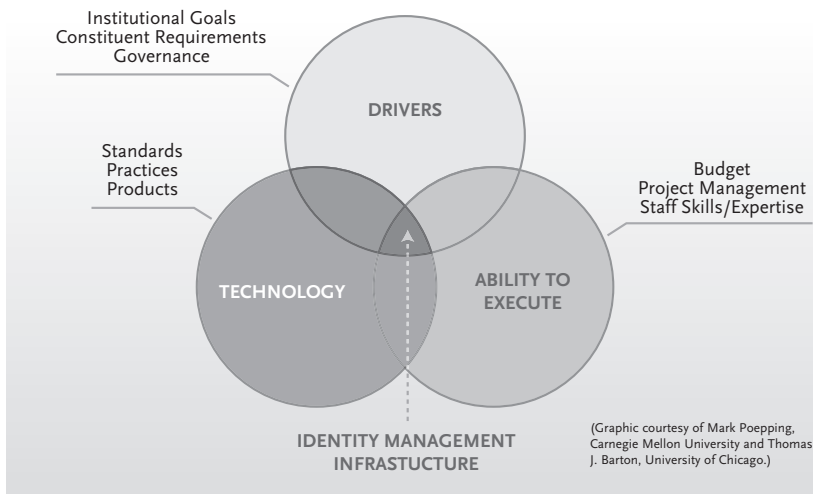 Institutional Goals
Constituent Requirements
Governance
DRIVERS
Standards
Practices
Products
Budget
Project Management
Staff Skills/Expertise
TECHNOLOGY
ABILITY TO
EXECUTE
IDENTITY MANAGEMENT
INFRASTUCTURE
(Graphic courtesy of Mark Poepping,
Carnegie Mellon University and Thomas
J. Barton, University of Chicago.)